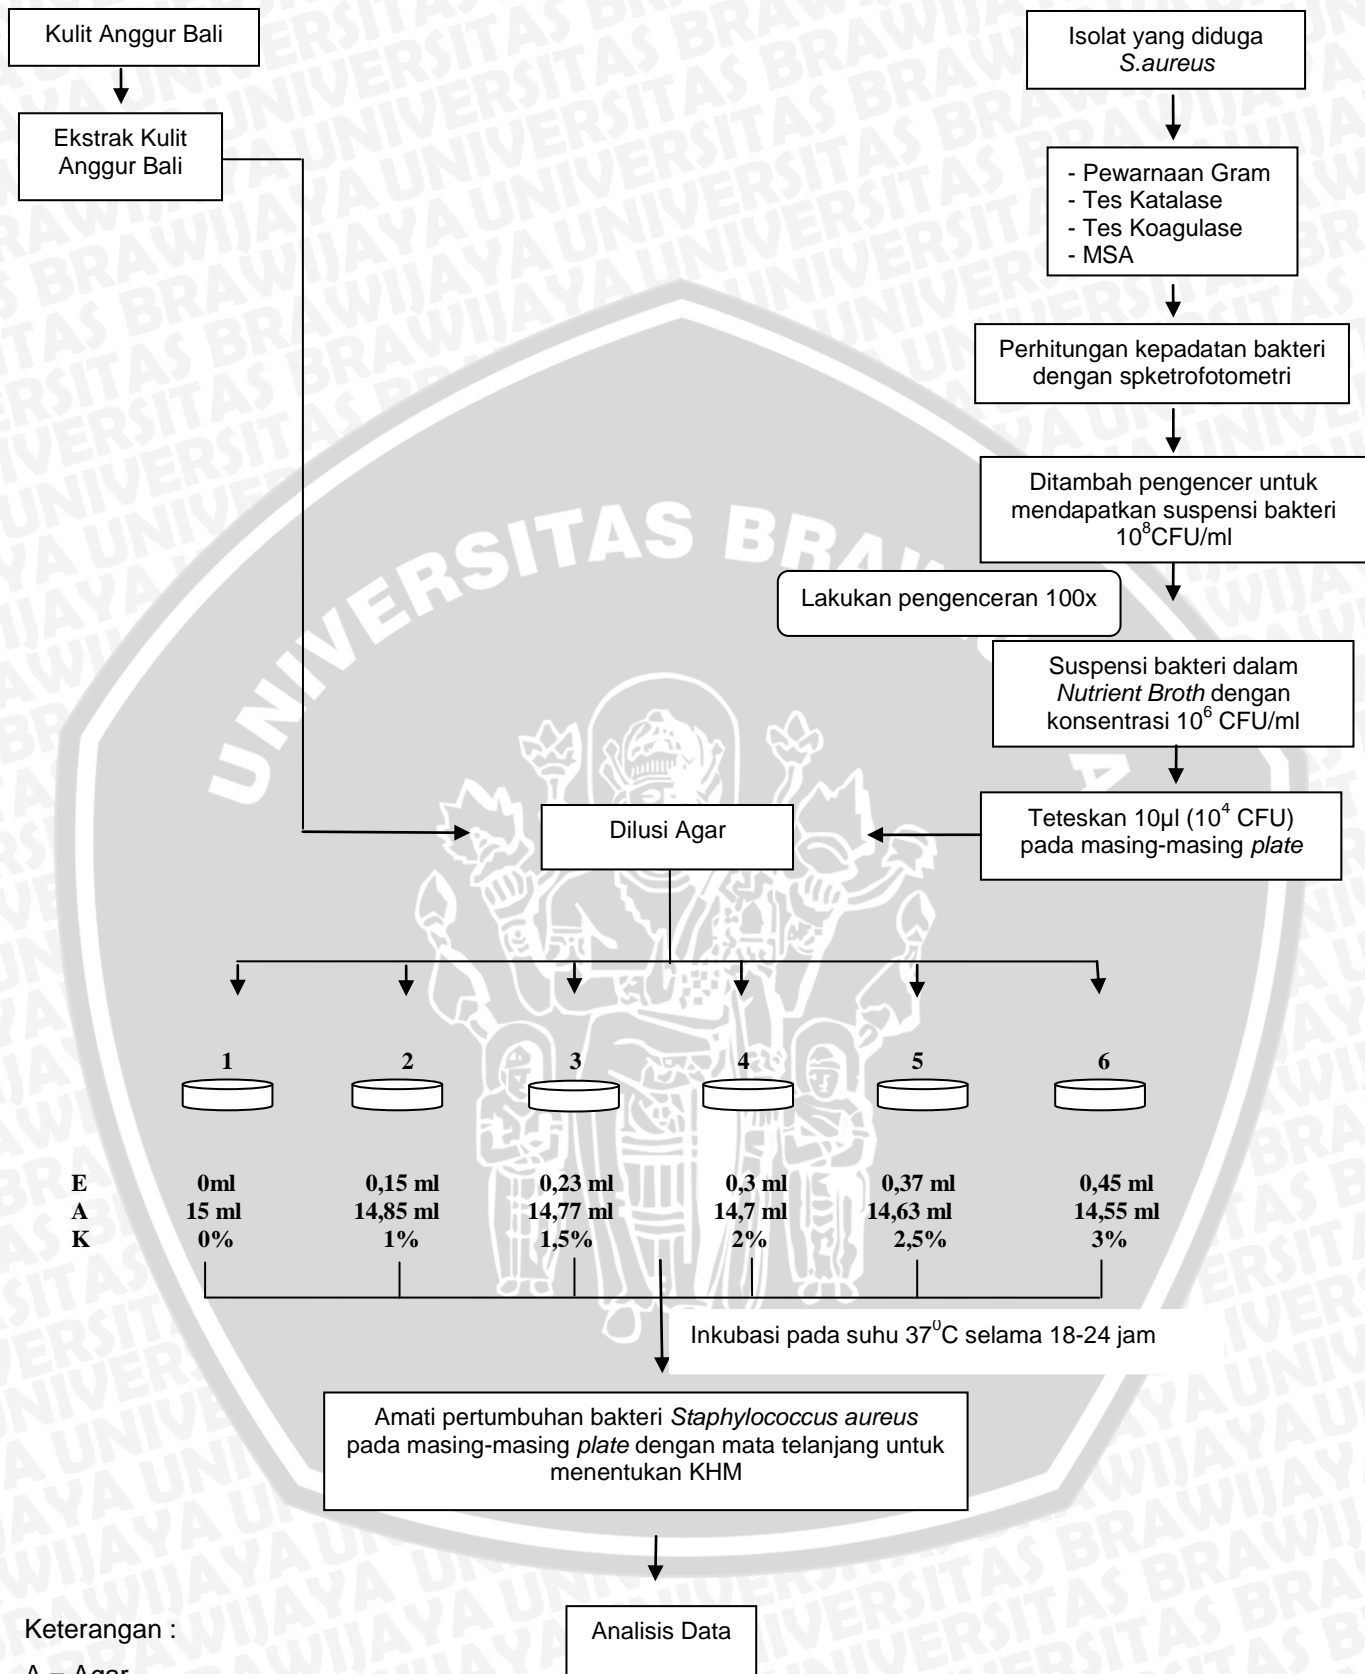 Kulit Anggur Bali
Ekstrak Kulit
Anggur Bali
Isolat yang diduga
S.aureus
- Pewarnaan Gram
- Tes Katalase
- Tes Koagulase
- MSA
Perhitungan kepadatan bakteri
dengan spketrofotometri
Ditambah pengencer untuk
mendapatkan suspensi bakteri
10⁸CFU/ml
Lakukan pengenceran 100x
Suspensi bakteri dalam
Nutrient Broth dengan
konsentrasi 10⁶ CFU/ml
Teteskan 10µl (10⁴ CFU)
pada masing-masing plate
Dilusi Agar
1 2 3 4 5 6
E 0ml 0,15 ml 0,23 ml 0,3 ml 0,37 ml 0,45 ml
A 15 ml 14,85 ml 14,77 ml 14,7 ml 14,63 ml 14,55 ml
K 0% 1% 1,5% 2% 2,5% 3%
Inkubasi pada suhu 37⁰C selama 18-24 jam
Amati pertumbuhan bakteri Staphylococcus aureus
pada masing-masing plate dengan mata telanjang untuk
menentukan KHM
Analisis Data
Keterangan :
A = Agar
UNIVERSITAS BRAWIJAYA